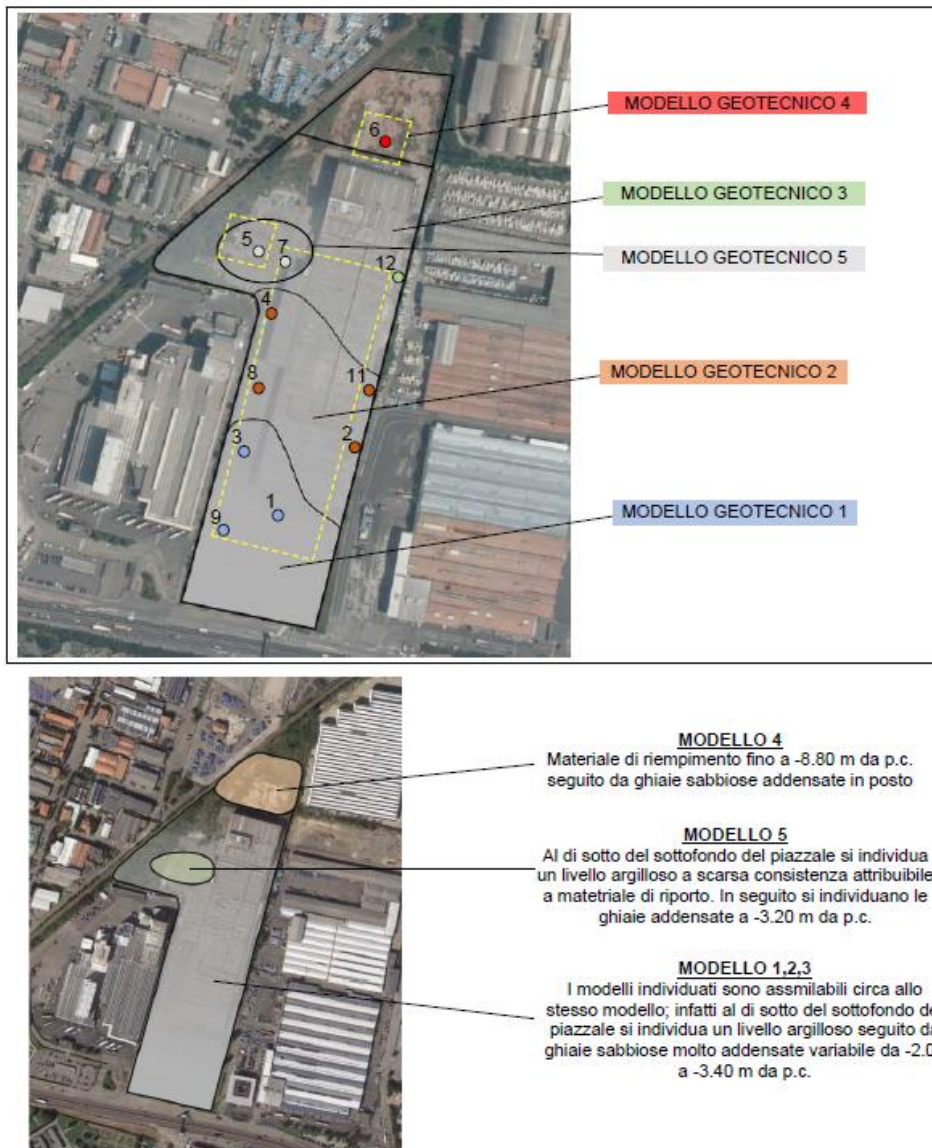 MODELLO GEOTECNICO 4
6
MODELLO GEOTECNICO 3
5
7
MODELLO GEOTECNICO 5
12
4
8
11
MODELLO GEOTECNICO 2
3
2
1
9
MODELLO GEOTECNICO 1
MODELLO 4
Materiale di riempimento fino a -8.80 m da p.c.
seguito da ghiaie sabbiose addensate in posto
MODELLO 5
Al di sotto del sottofondo del piazzale si individua
un livello argilloso a scarsa consistenza attribuibile
a matetriale di riporto. In seguito si individuano le
ghiaie addensate a -3.20 m da p.c.
MODELLO 1,2,3
I modelli individuati sono assmilabili circa allo
stesso modello; infatti al di sotto del sottofondo de
piazzale si individua un livello argilloso seguito da
ghiaie sabbiose molto addensate variabile da -2.0
a -3.40 m da p.c.